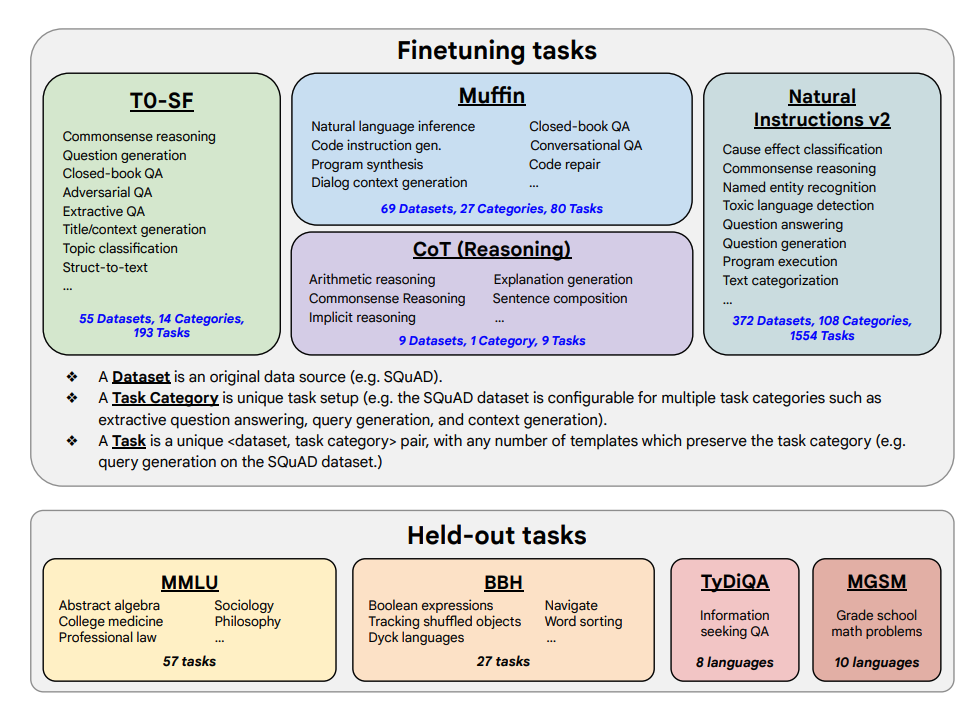 Finetuning tasks
T0-SF
Commonsense reasoning
Question generation
Closed-book QA
Adversarial QA
Extractive QA
Title/context generation
Topic classification
Struct-to-text
...
55 Datasets, 14 Categories,
193 Tasks
Muffin
Natural language inference
Code instruction gen.
Program synthesis
Dialog context generation
Closed-book QA
Conversational QA
Code repair
...
69 Datasets, 27 Categories, 80 Tasks
CoT (Reasoning)
Arithmetic reasoning
Commonsense Reasoning
Implicit reasoning
Explanation generation
Sentence composition
...
9 Datasets, 1 Category, 9 Tasks
Natural
Instructions v2
Cause effect classification
Commonsense reasoning
Named entity recognition
Toxic language detection
Question answering
Question generation
Program execution
Text categorization
...
372 Datasets, 108 Categories,
1554 Tasks
❖ A Dataset is an original data source (e.g. SQuAD).
❖ A Task Category is unique task setup (e.g. the SQuAD dataset is configurable for multiple task categories such as
extractive question answering, query generation, and context generation).
❖ A Task is a unique <dataset, task category> pair, with any number of templates which preserve the task category (e.g.
query generation on the SQuAD dataset.)
Held-out tasks
MMLU
Abstract algebra
College medicine
Professional law
Sociology
Philosophy
...
57 tasks
BBH
Boolean expressions
Tracking shuffled objects
Dyck languages
Navigate
Word sorting
...
27 tasks
TyDiQA
Information
seeking QA
8 languages
MGSM
Grade school
math problems
10 languages